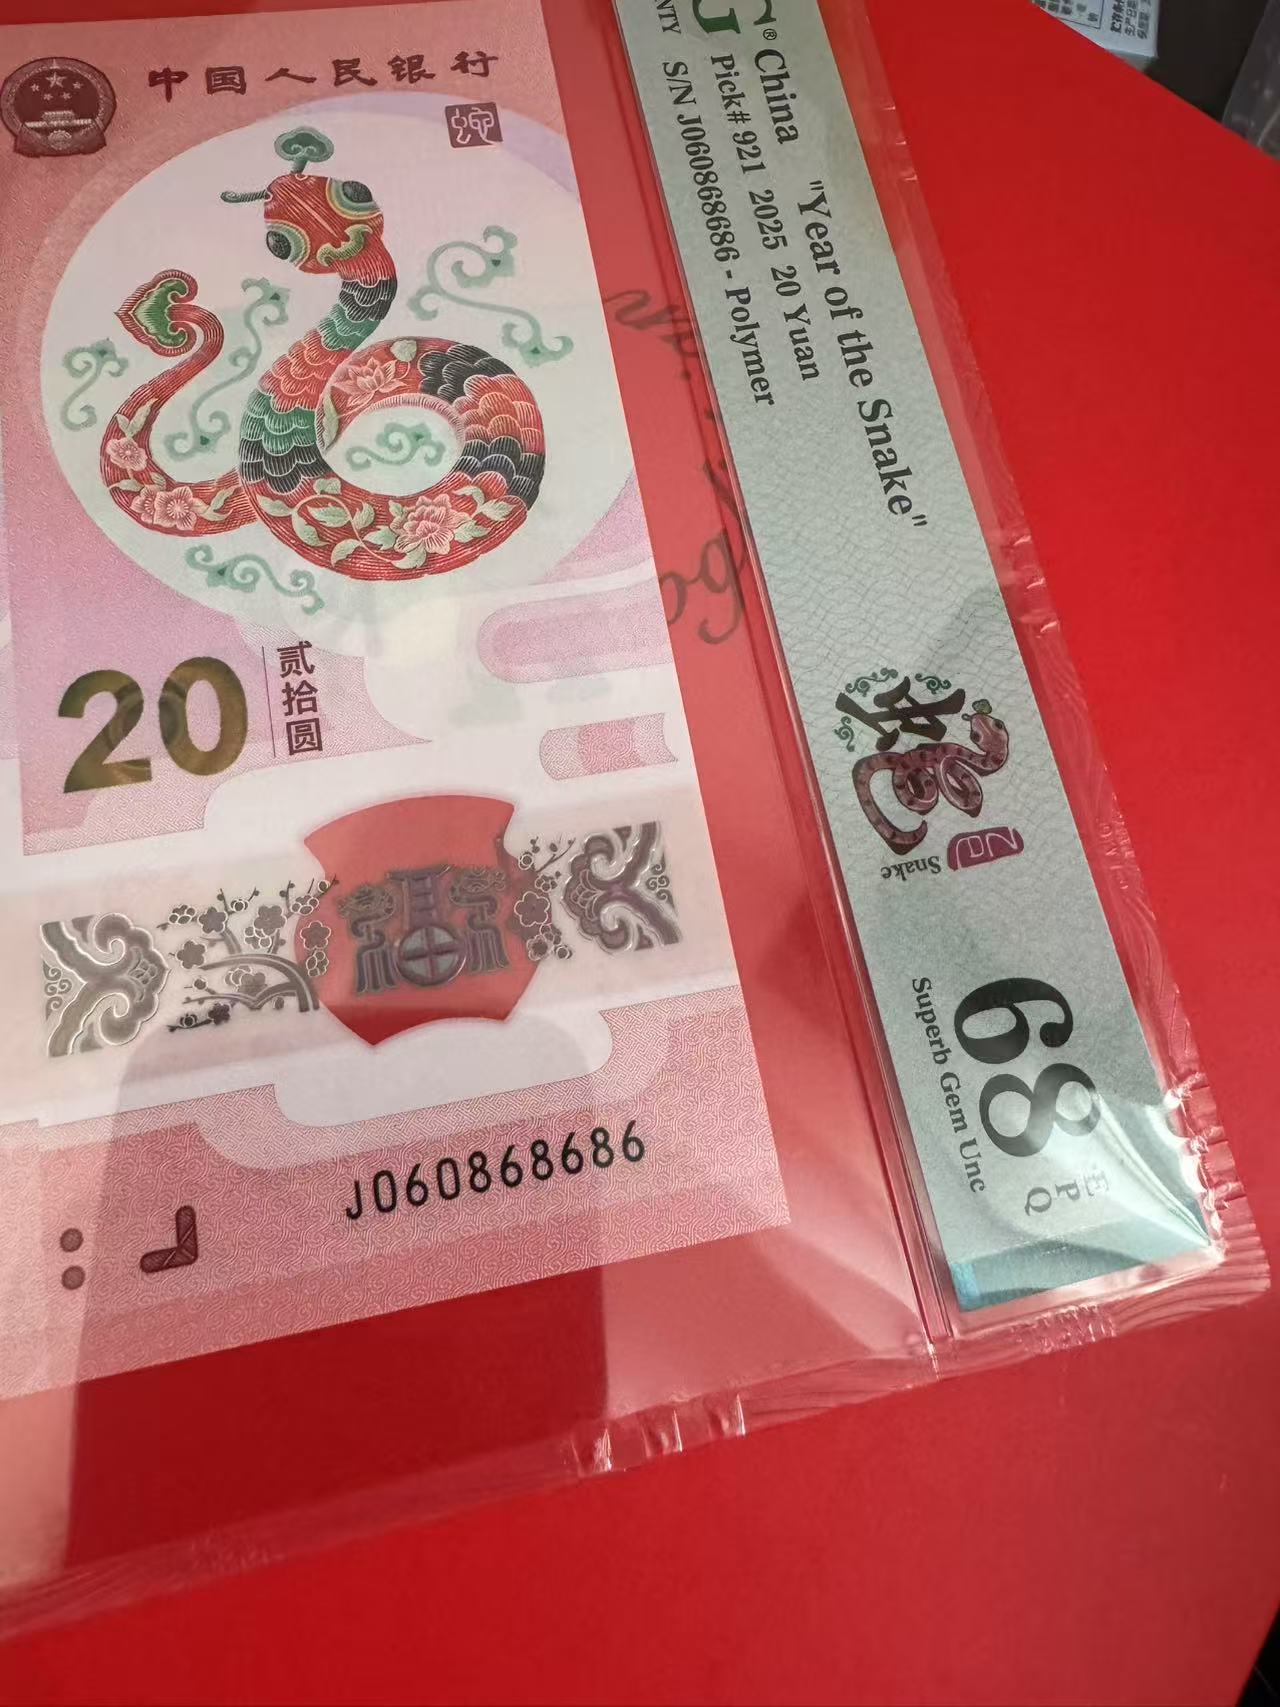 中国人民银行
蛇
20
贰拾圆
J060868686
China "Year of the Snake"
Pick# 921 2025 20 Yuan
S/N J060868686 - Polymer
Snake
68 EPQ
Superb Gem Unc